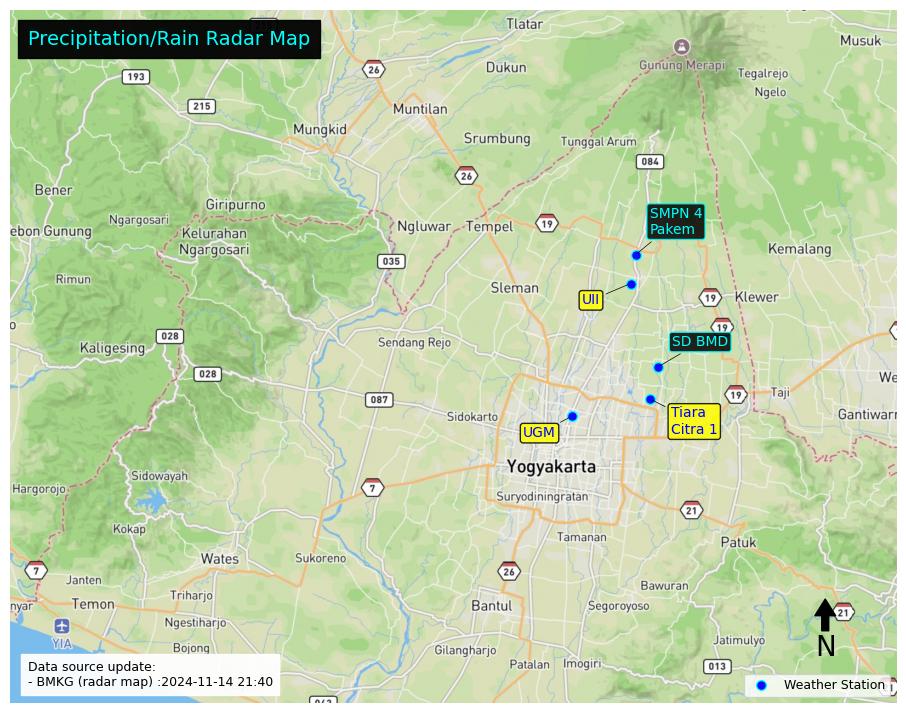 Precipitation/Rain Radar Map
Tlatar
Musuk
193
26
Dukun
Gunung Merapi
Tegalrejo
Ngelo
215
Muntilan
Mungkid
Srumbung
Tunggal Arum
084
26
Bener
Giripurno
Ngargosari
SMPN 4
Pakem
ebon Gunung
Kelurahan
Ngargosari
Ngluwar
Tempel
19
Kemalang
035
Rimun
Sleman
UII
19
Klewer
19
028
Kaligesing
Sendang Rejo
SD BMD
028
087
19
Taji
We
Sidokarto
Tiara
Citra 1
Gantiwarn
UGM
Yogyakarta
Sidowayah
Hargorojo
7
Suryodiningratan
21
Kokap
Tamanan
Patuk
Wates
Sukoreno
7
26
Janten
Bawuran
nyar
Temon
Triharjo
Bantul
Segoroyoso
21
Ngestiharjo
YIA
Jatimulyo
N
Bojong
Gilangharjo
Patalan
Imogiri
013
Data source update:
- BMKG (radar map) :2024-11-14 21:40
Weather Station